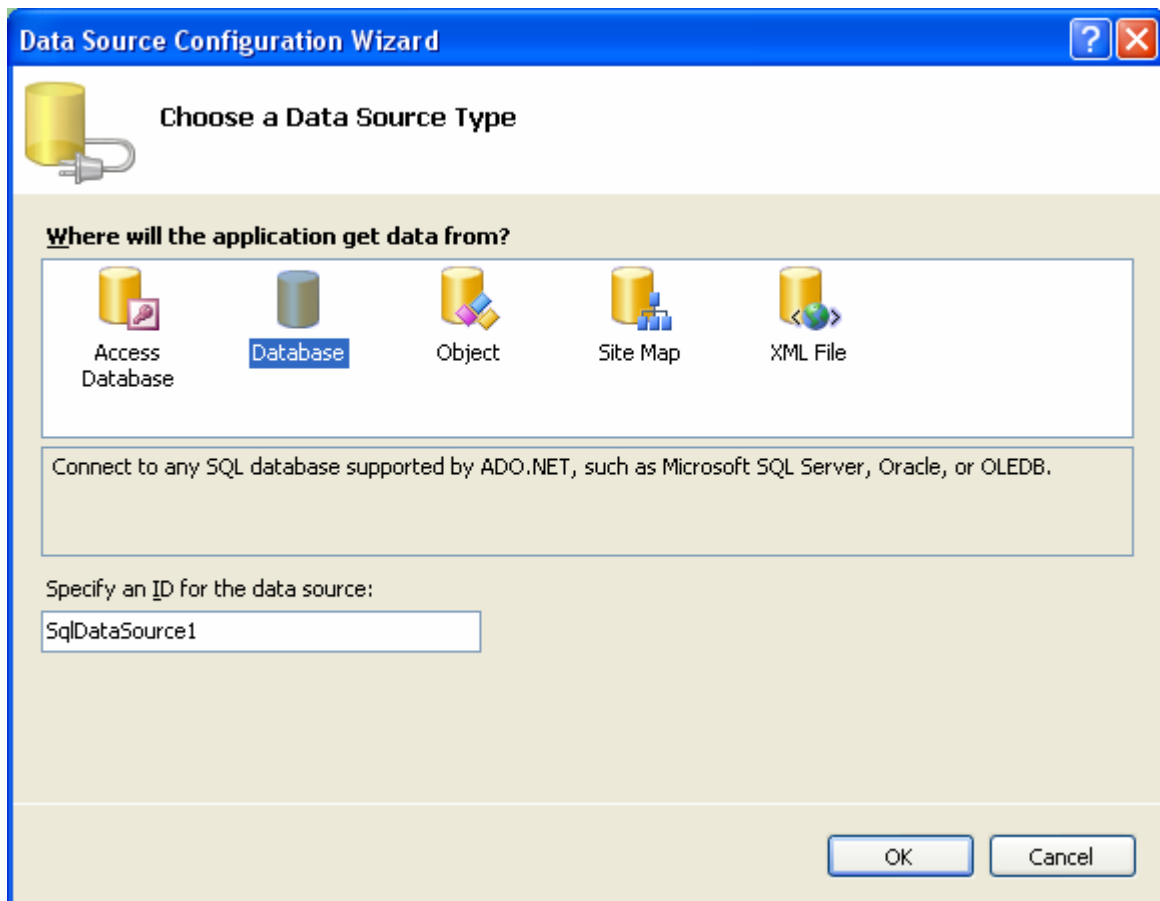 Data Source Configuration Wizard
Choose a Data Source Type
Where will the application get data from?
Access Database
Database
Object
Site Map
XML File
Connect to any SQL database supported by ADO.NET, such as Microsoft SQL Server, Oracle, or OLEDB.
Specify an ID for the data source:
SqlDataSource1
OK
Cancel